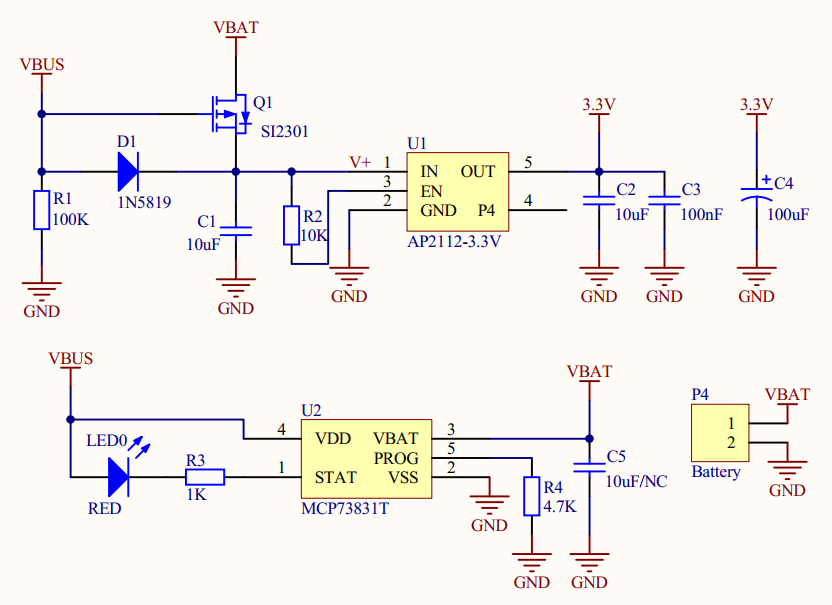 VBAT
VBUS
Q1
SI2301
D1
1N5819
R1
100K
C1
10uF
R2
10K
V+
U1
1 IN OUT 5
3 EN
2 GND P4 4
AP2112-3.3V
3.3V
C2
10uF
C3
100nF
3.3V
+
C4
100uF
GND
GND
GND
GND
GND
GND
VBUS
LED0
RED
R3
1K
U2
4 VDD VBAT 3
PROG 5
1 STAT VSS 2
MCP73831T
GND
R4
4.7K
GND
VBAT
C5
10uF/NC
GND
P4
VBAT
1
2
Battery
GND